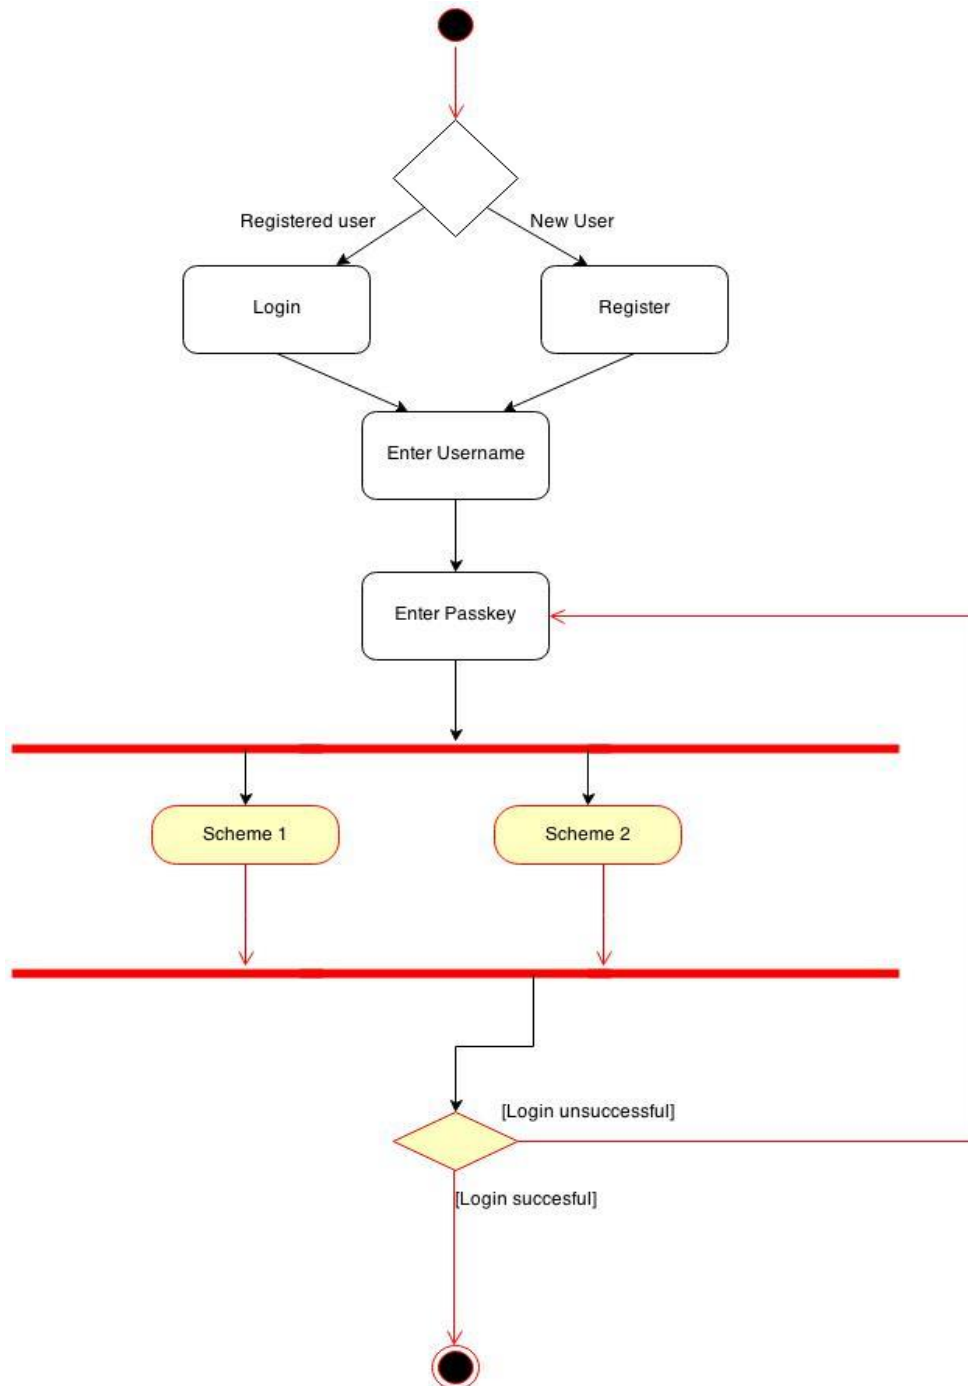 Registered user
New User
Login
Register
Enter Username
Enter Passkey
Scheme 1
Scheme 2
[Login unsuccessful]
[Login succesful]